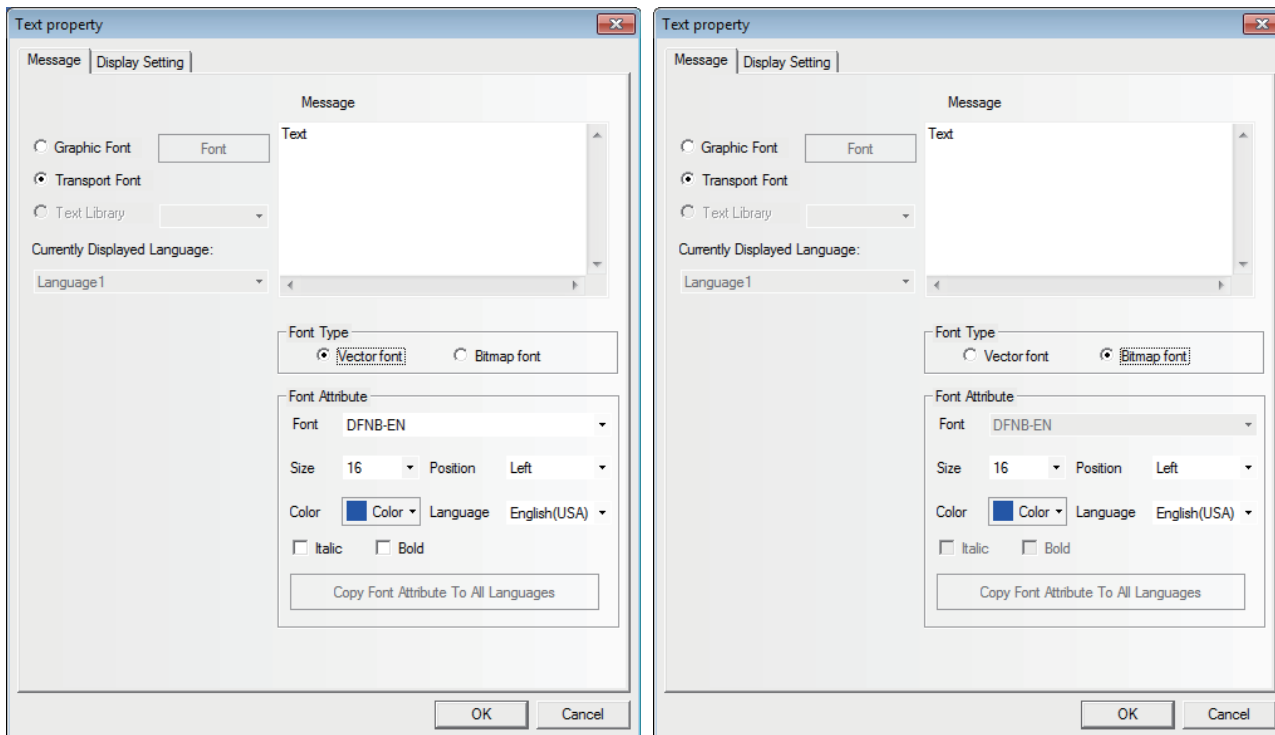 Text property
Message Display Setting
Message
Graphic Font Font
Text
Transport Font
Text Library
Currently Displayed Language:
Language1
Font Type
Vector font Bitmap font
Font Attribute
Font DFNB-EN
Size 16 Position Left
Color Color Language English(USA)
Italic Bold
Copy Font Attribute To All Languages
OK Cancel
Text property
Message Display Setting
Message
Graphic Font Font
Text
Transport Font
Text Library
Currently Displayed Language:
Language1
Font Type
Vector font Bitmap font
Font Attribute
Font DFNB-EN
Size 16 Position Left
Color Color Language English(USA)
Italic Bold
Copy Font Attribute To All Languages
OK Cancel